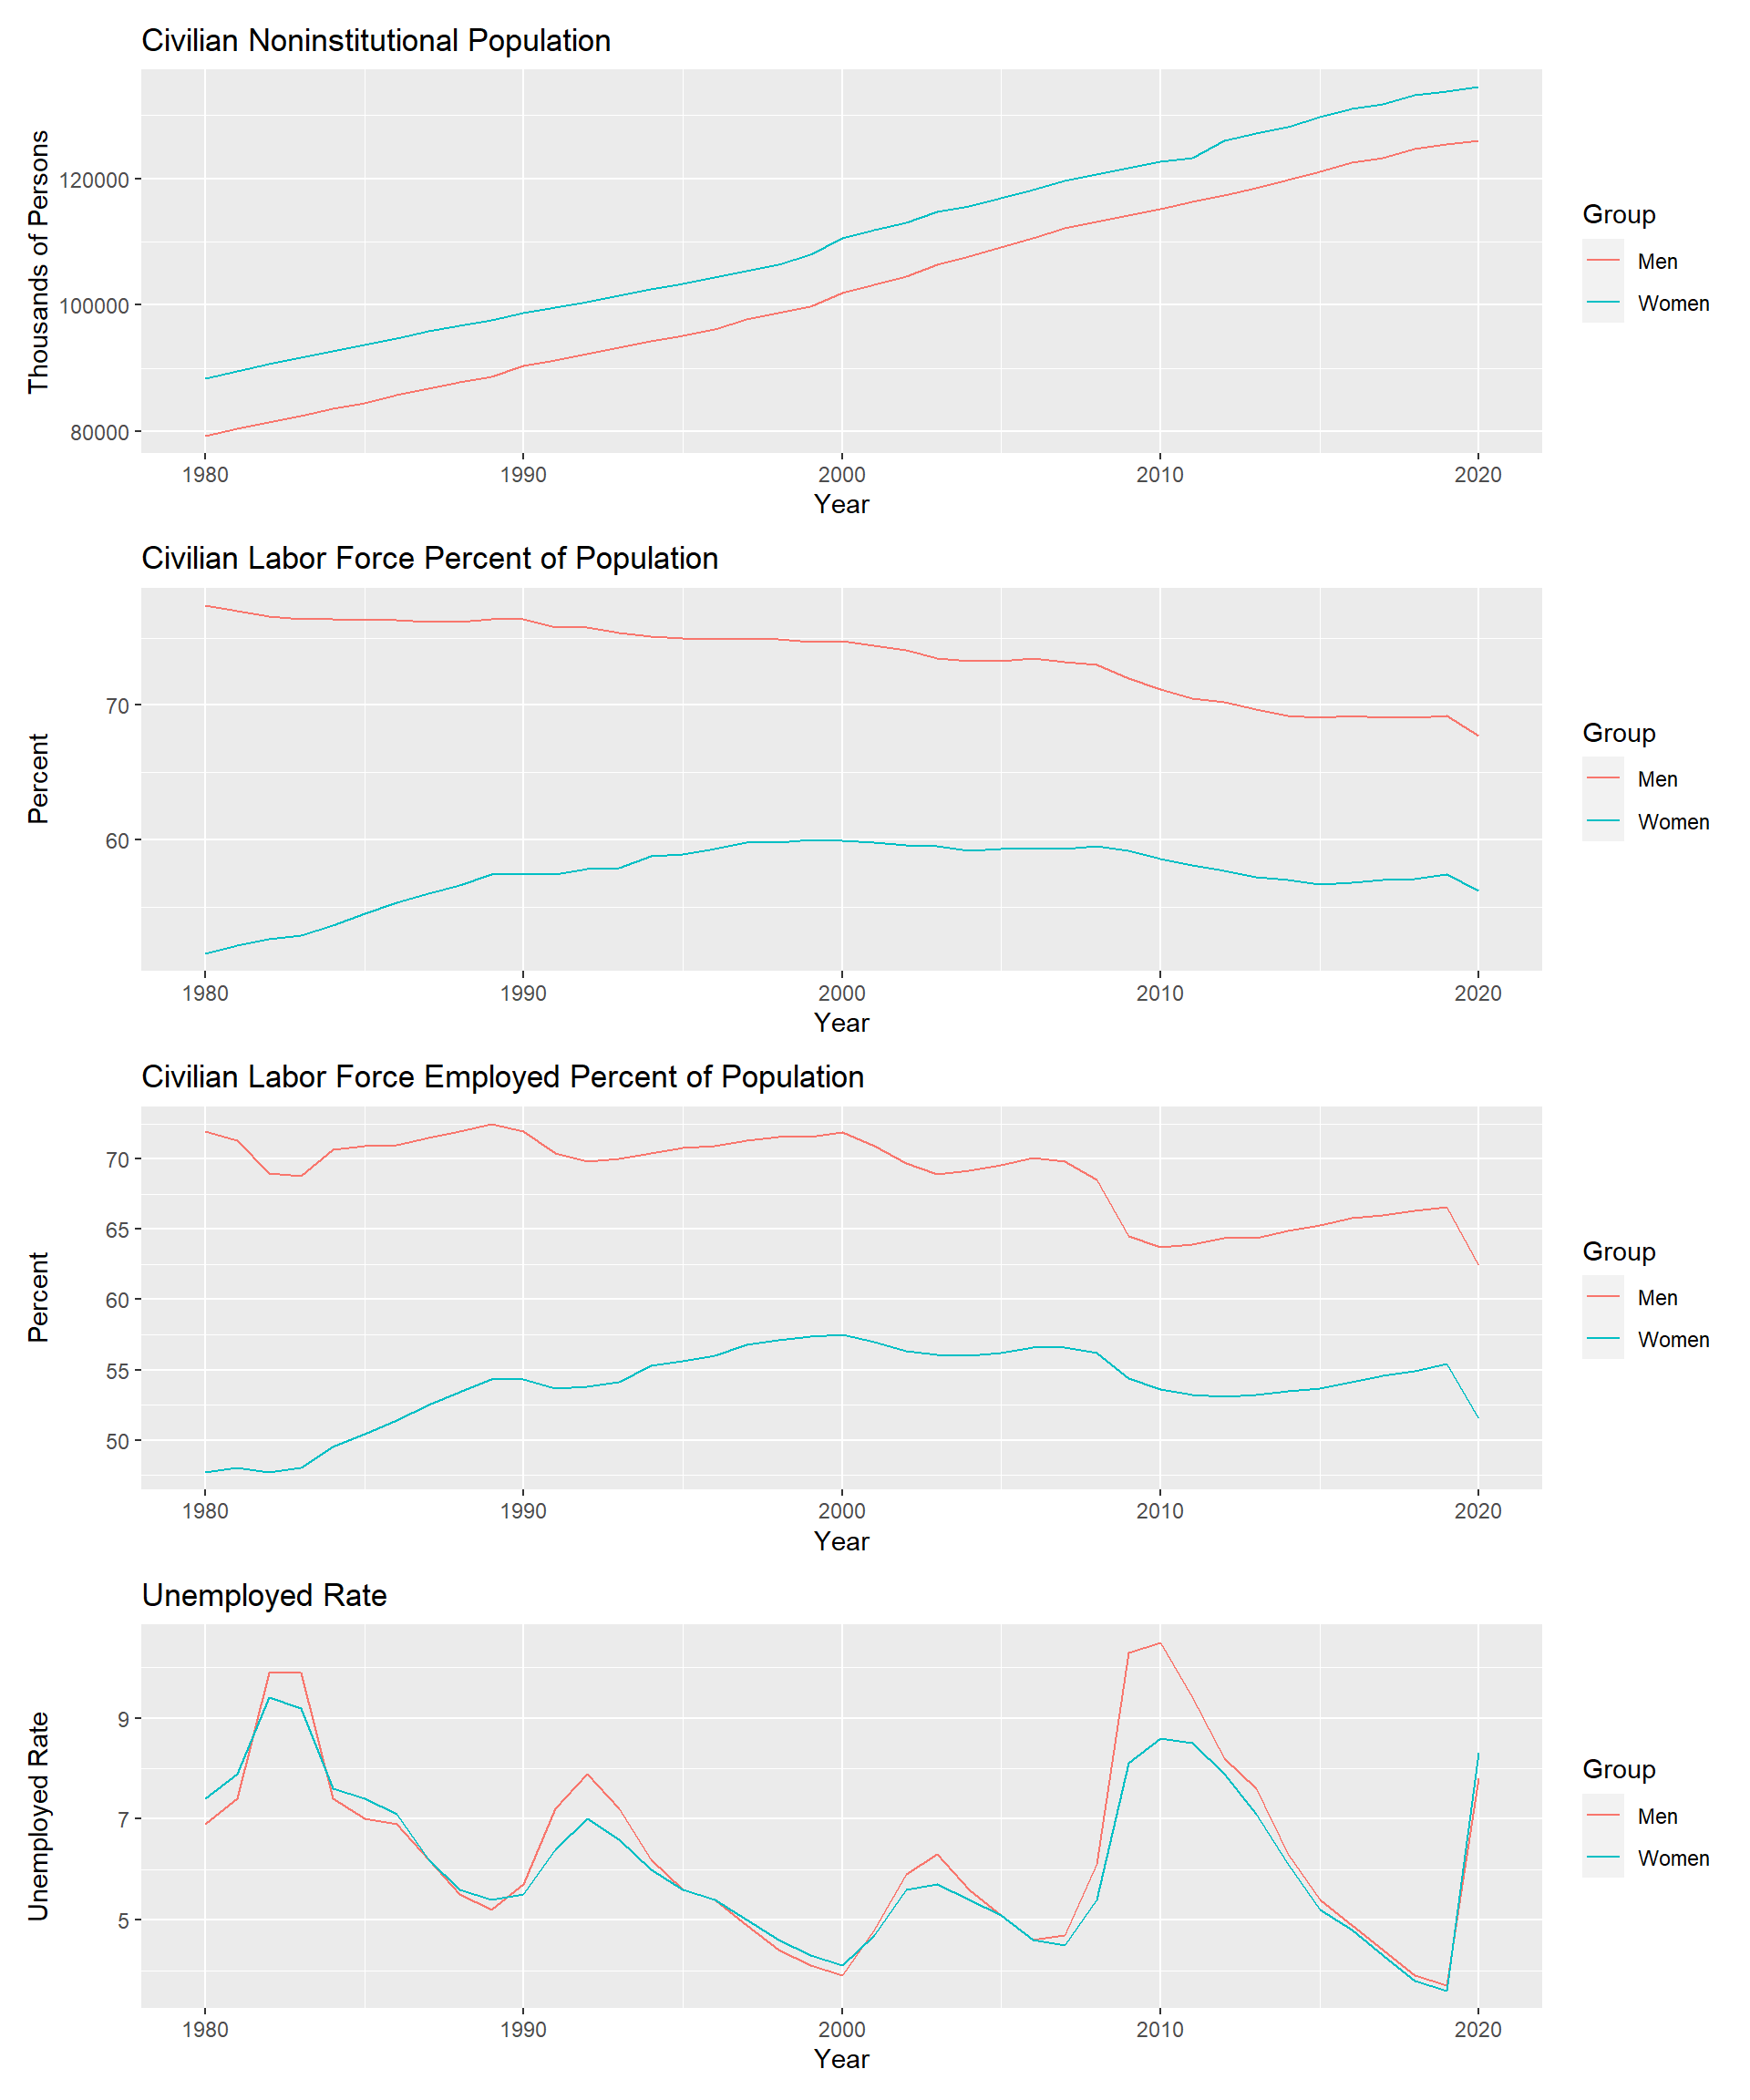 Civilian Noninstitutional Population
Thousands of Persons
120000
100000
80000
1980 1990 2000 2010 2020
Year
Group
Men
Women
Civilian Labor Force Percent of Population
Percent
70
60
1980 1990 2000 2010 2020
Year
Group
Men
Women
Civilian Labor Force Employed Percent of Population
Percent
70
65
60
55
50
1980 1990 2000 2010 2020
Year
Group
Men
Women
Unemployed Rate
Unemployed Rate
9
7
5
1980 1990 2000 2010 2020
Year
Group
Men
Women